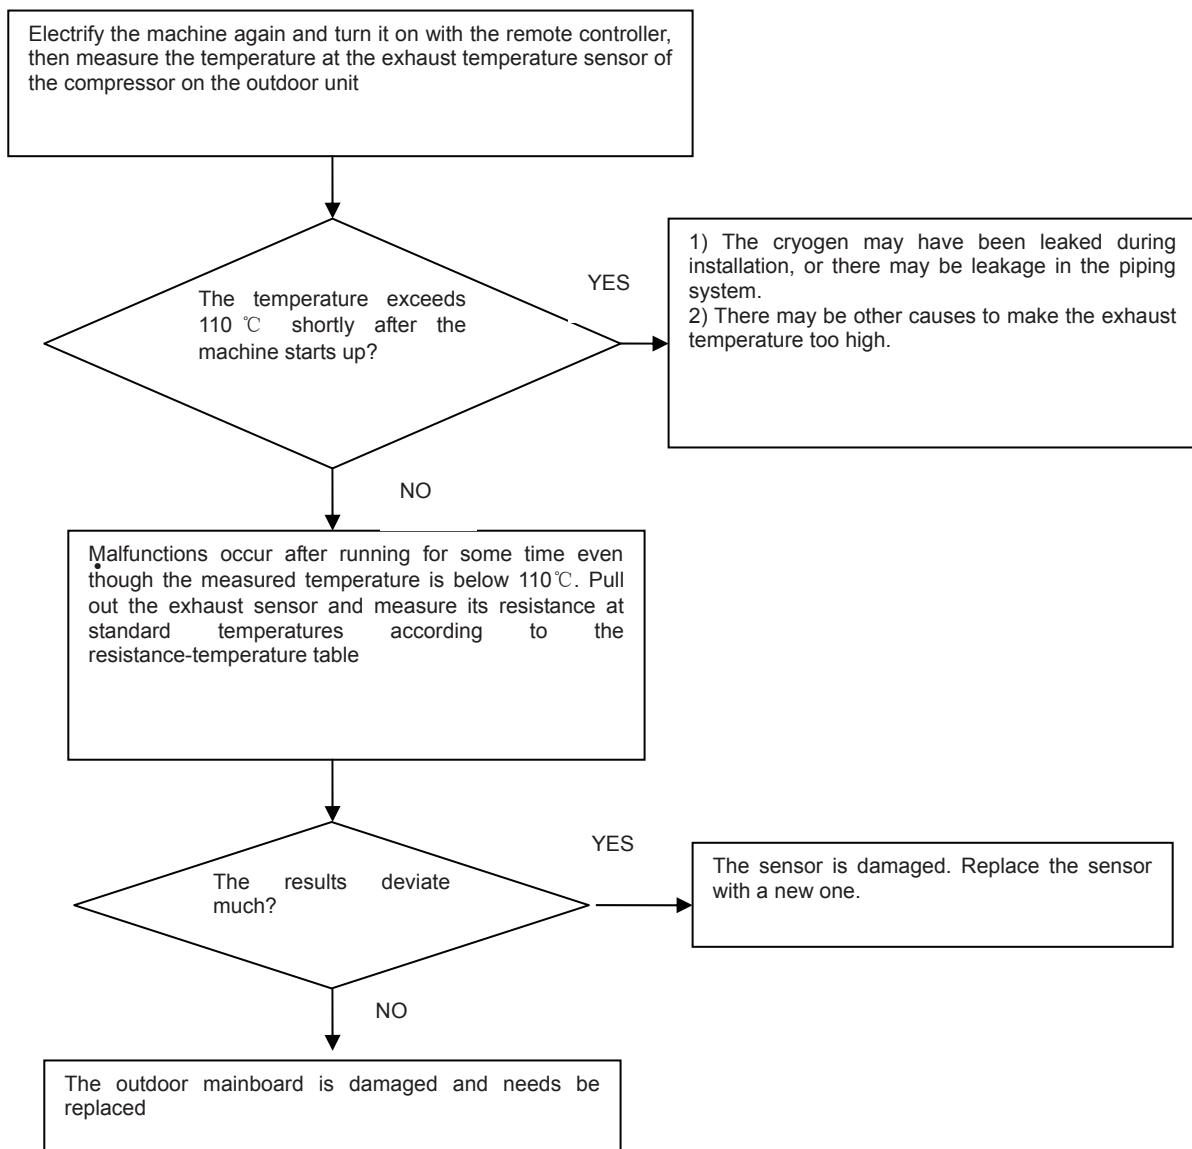 Electrify the machine again and turn it on with the remote controller,
then measure the temperature at the exhaust temperature sensor of
the compressor on the outdoor unit
The temperature exceeds
110 ℃ shortly after the
machine starts up?
YES
1) The cryogen may have been leaked during
installation, or there may be leakage in the piping
system.
2) There may be other causes to make the exhaust
temperature too high.
NO
Malfunctions occur after running for some time even
though the measured temperature is below 110℃. Pull
out the exhaust sensor and measure its resistance at
standard temperatures according to the
resistance-temperature table
The results deviate
much?
YES
The sensor is damaged. Replace the sensor
with a new one.
NO
The outdoor mainboard is damaged and needs be
replaced